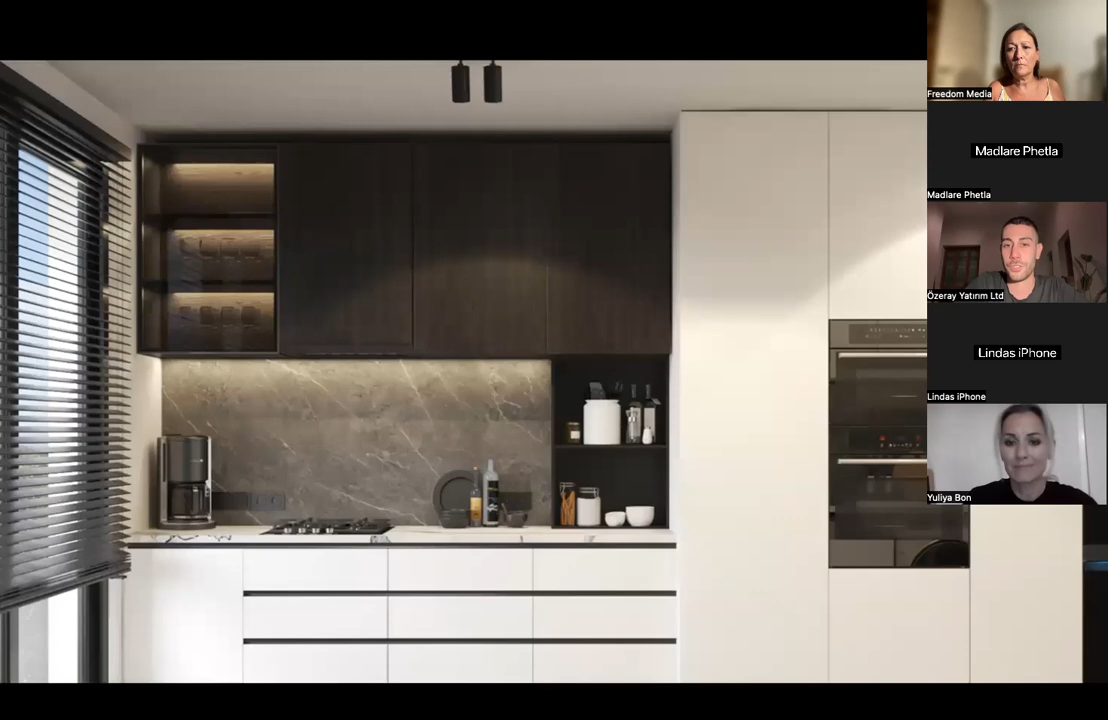 Freedom Media
Madlare Phetla
Madlare Phetla
Özeray Yatırım Ltd
Lindas iPhone
Lindas iPhone
Yuliya Bon